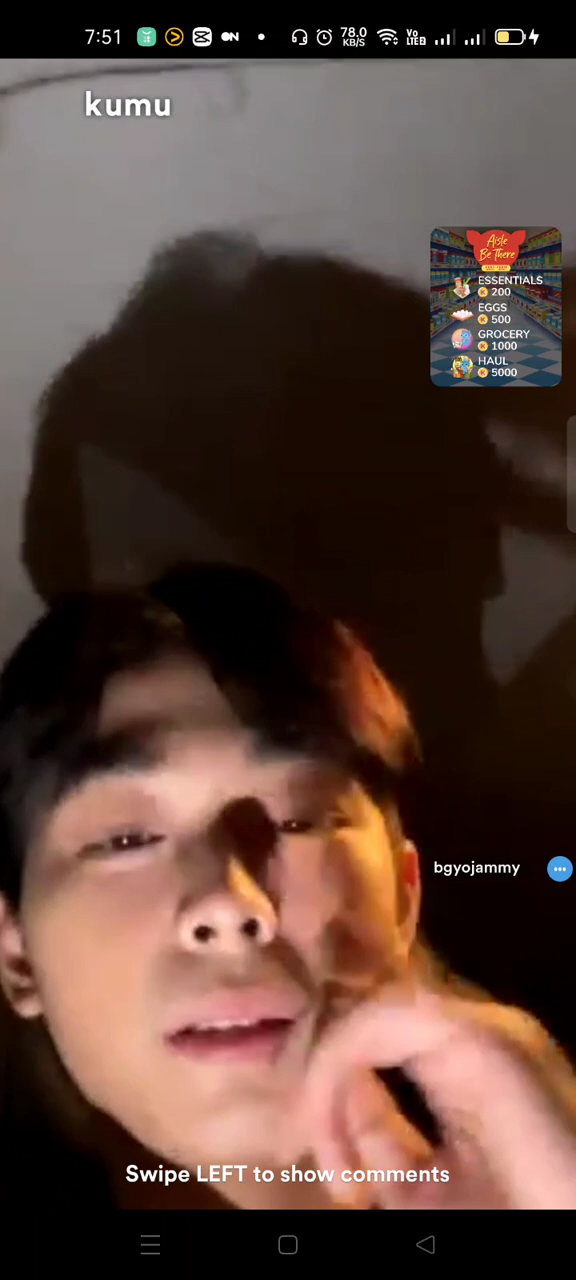 7:51
ON
78.0
KB/S
Vo
LTE2
kumu
Aisle
Be There
ESSENTIALS
200
EGGS
500
GROCERY
1000
HAUL
5000
bgyojammy
Swipe LEFT to show comments